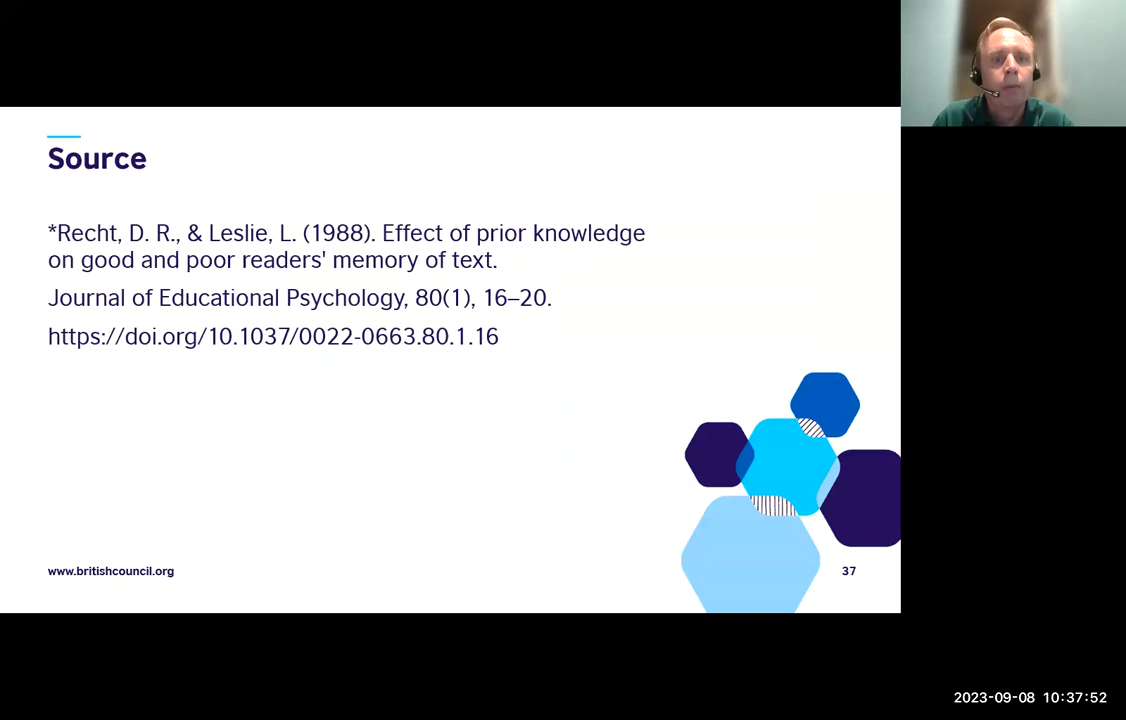 Source
*Recht, D. R., & Leslie, L. (1988). Effect of prior knowledge
on good and poor readers' memory of text.
Journal of Educational Psychology, 80(1), 16–20.
https://doi.org/10.1037/0022-0663.80.1.16
www.britishcouncil.org
37
2023-09-08 10:37:52